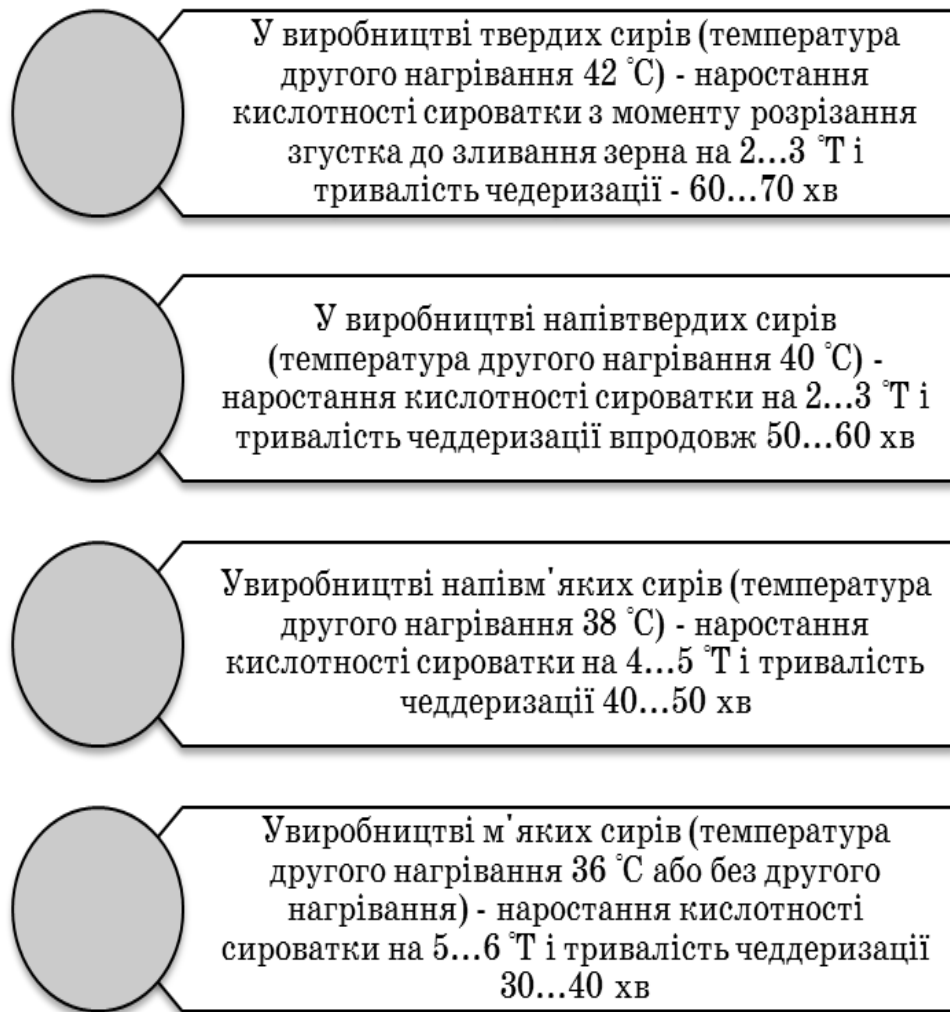 У виробництві твердих сирів (температура
другого нагрівання 42 °С) - наростання
кислотності сироватки з моменту розрізання
згустка до зливання зерна на 2...3 °Т і
тривалість чедеризації - 60...70 хв
У виробництві напівтвердих сирів
(температура другого нагрівання 40 °С) -
наростання кислотності сироватки на 2...3 °Т і
тривалість чеддеризації впродовж 50...60 хв
Увиробництві напівм'яких сирів (температура
другого нагрівання 38 °С) - наростання
кислотності сироватки на 4...5 °Т і тривалість
чеддеризації 40...50 хв
Увиробництві м'яких сирів (температура
другого нагрівання 36 °С або без другого
нагрівання) - наростання кислотності
сироватки на 5...6 °Т і тривалість чеддеризації
30...40 хв